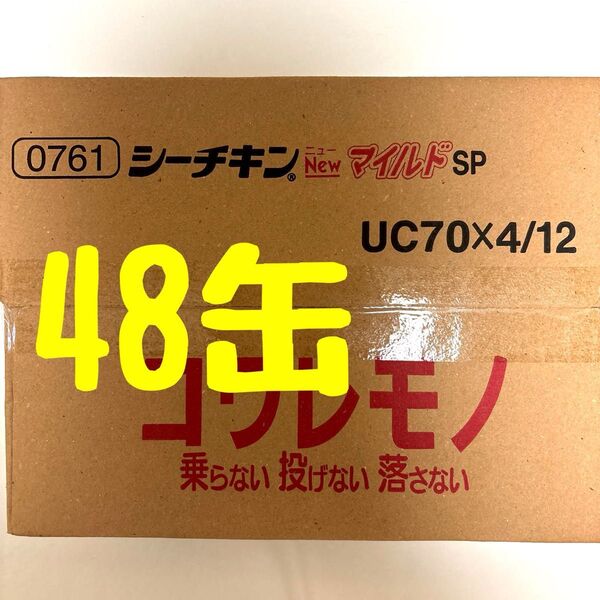 0761 シーチキン® ニュー New マイルド SP
UC70×4/12
48缶
コワレモノ
乗らない 投げない 落さない